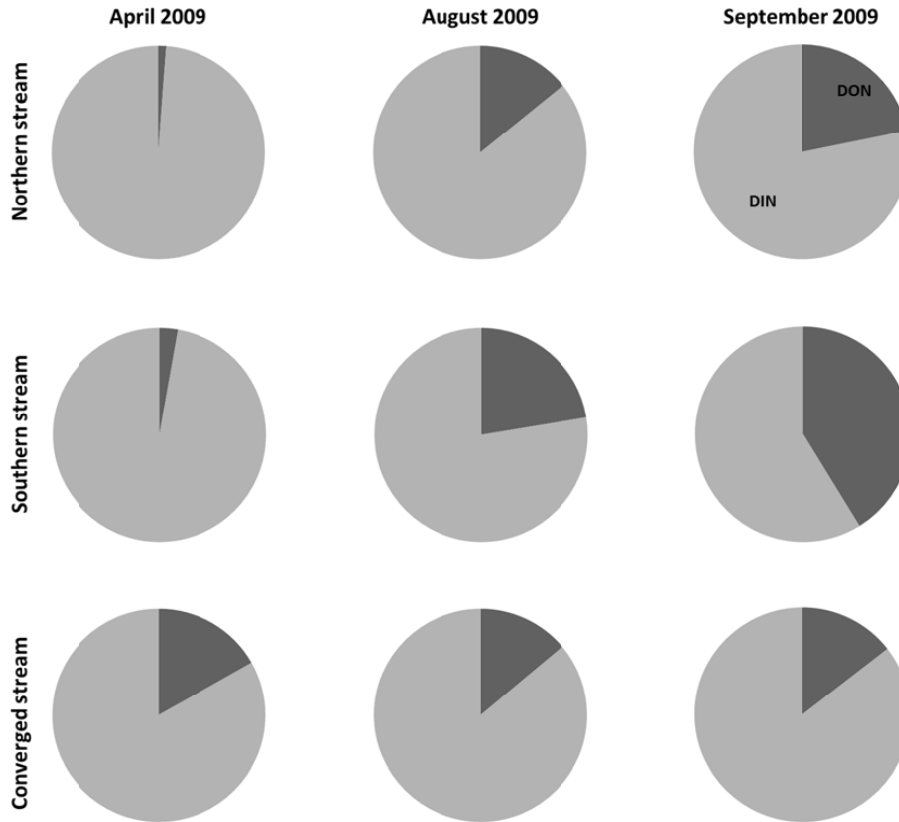 April 2009
August 2009
September 2009
Northern stream
DON
DIN
Southern stream
Converged stream